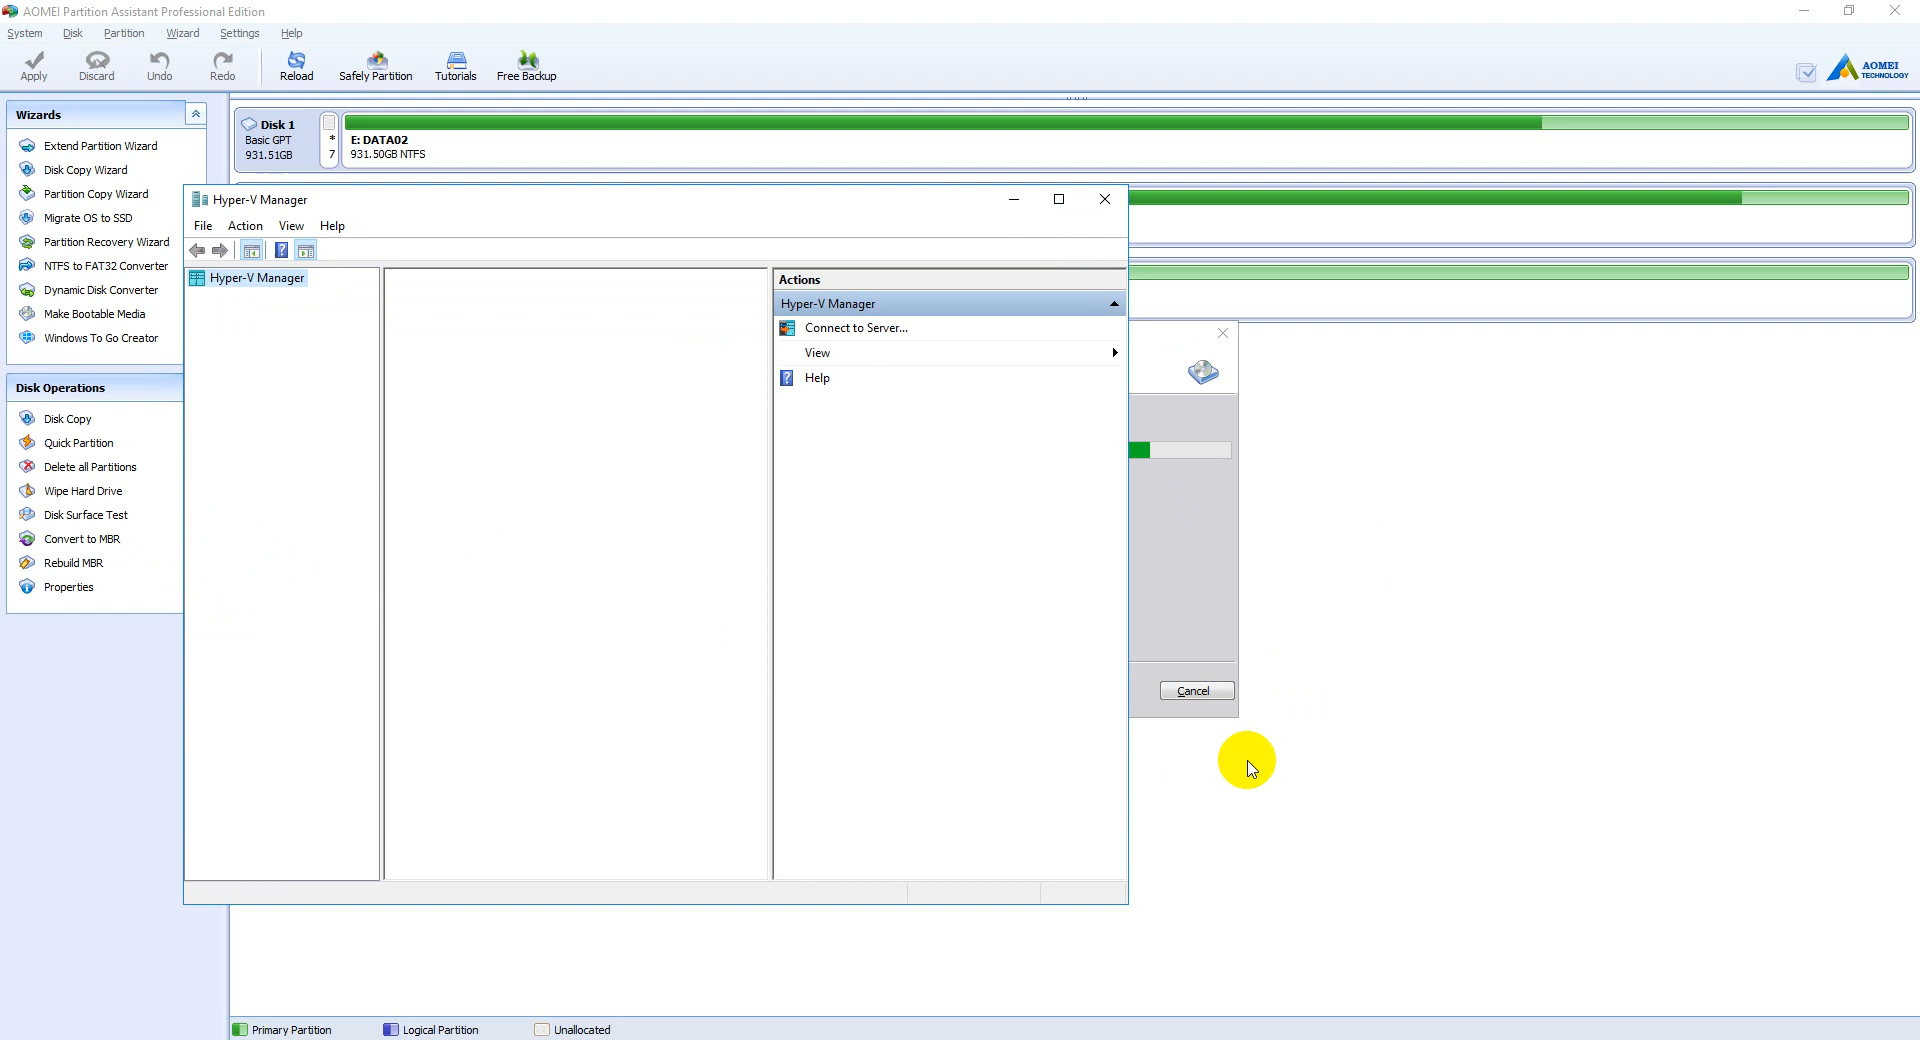 AOMEI Partition Assistant Professional Edition
System Disk Partition Wizard Settings Help
Apply Discard Undo Redo Reload Safely Partition Tutorials Free Backup
AOMEI
TECHNOLOGY
Wizards
Extend Partition Wizard
Disk Copy Wizard
Partition Copy Wizard
Migrate OS to SSD
Partition Recovery Wizard
NTFS to FAT32 Converter
Dynamic Disk Converter
Make Bootable Media
Windows To Go Creator
Disk Operations
Disk Copy
Quick Partition
Delete all Partitions
Wipe Hard Drive
Disk Surface Test
Convert to MBR
Rebuild MBR
Properties
Disk 1
Basic GPT
931.51GB
*
7
E: DATA02
931.50GB NTFS
Hyper-V Manager
File Action View Help
Hyper-V Manager
Actions
Hyper-V Manager
Connect to Server...
View
Help
Cancel
Primary Partition Logical Partition Unallocated